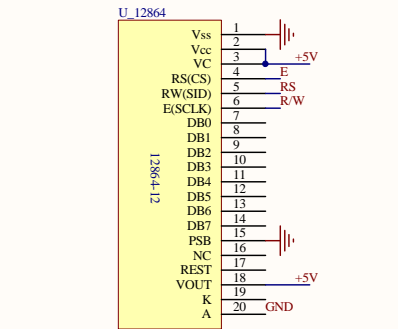 U_12864
Vss 1
Vcc 2
VC 3 +5V
RS(CS) 4 E
RW(SID) 5 RS
E(SCLK) 6 R/W
DB0 7
DB1 8
DB2 9
DB3 10
DB4 11
DB5 12
DB6 13
DB7 14
PSB 15
NC 16
REST 17
VOUT 18 +5V
K 19
A 20 GND
12864-12